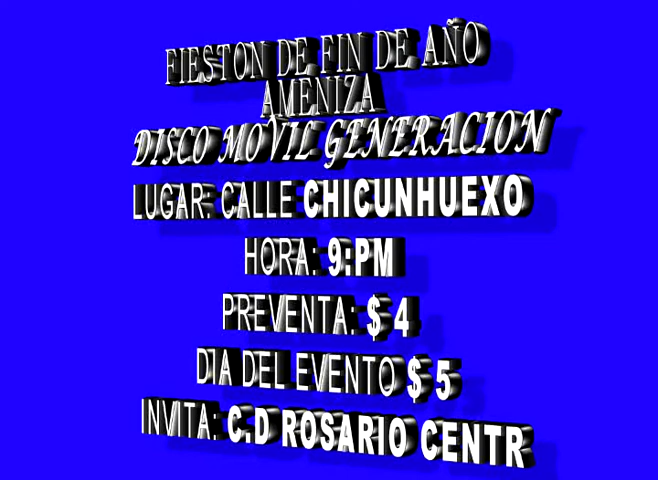 FIESTON DE FIN DE AÑO
AMENIZA
DISCO MOVIL GENERACION
LUGAR: CALLE CHICUNHUEXO
HORA: 9:PM
PREVENTA: $ 4
DIA DEL EVENTO $ 5
INVITA: C.D ROSARIO CENTR